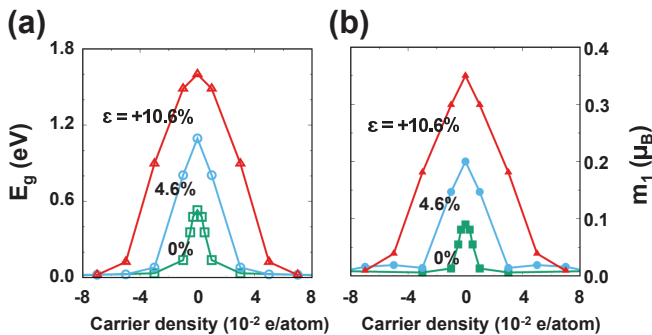 (a)
1.8
1.2
0.6
0.0
E_g (eV)
ε = +10.6%
4.6%
0%
-8 -4 0 4 8
Carrier density (10⁻² e/atom)
(b)
0.4
0.3
0.2
0.1
0.0
m₁ (μ_B)
ε = +10.6%
4.6%
0%
-8 -4 0 4 8
Carrier density (10⁻² e/atom)